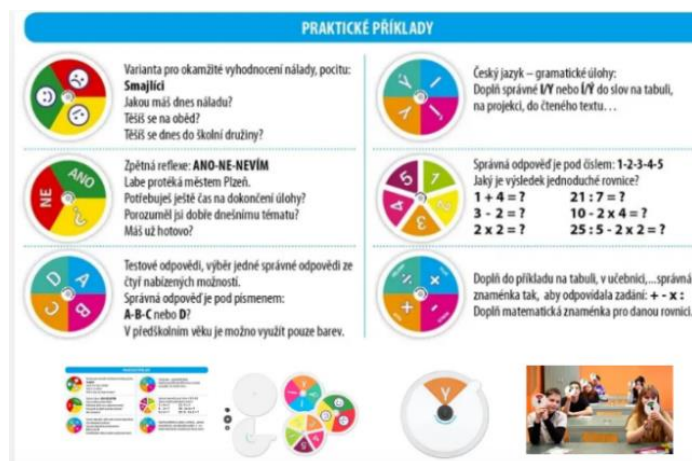 PRAKTICKÉ PŘÍKLADY
Varianta pro okamžité vyhodnocení nálady, pocitu:
Smajlíci
Jakou máš dnes náladu?
Těšíš se na oběd?
Těšíš se dnes do školní družiny?
ANO
NE
?
Zpětná reflexe: ANO-NE-NEVÍM
Labe protéká městem Plzeň.
Potřebuješ ještě čas na dokončení úlohy?
Porozuměl jsi dobře dnešnímu tématu?
Máš už hotovo?
D A
C B
Testové odpovědi, výběr jedné správné odpovědi ze
čtyř nabízených možností.
Správná odpověď je pod písmenem:
A-B-C nebo D?
V předškolním věku je možno využít pouze barev.
Ý I
Y Í
Český jazyk – gramatické úlohy:
Doplň správné I/Y nebo Í/Ý do slov na tabuli,
na projekci, do čteného textu…
5 1
4 2
3
Správná odpověď je pod číslem: 1-2-3-4-5
Jaký je výsledek jednoduché rovnice?
1 + 4 = ? 21 : 7 = ?
3 - 2 = ? 10 - 2 x 4 = ?
2 x 2 = ? 25 : 5 - 2 x 2 = ?
÷ ×
+ −
Doplň do příkladu na tabuli, v učebnici,...správná
znaménka tak, aby odpovídala zadání: + - x :
Doplň matematická znaménka pro danou rovnici.
y